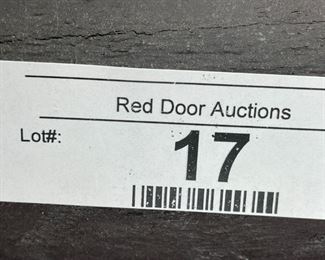 Red Door Auctions
Lot#: 17